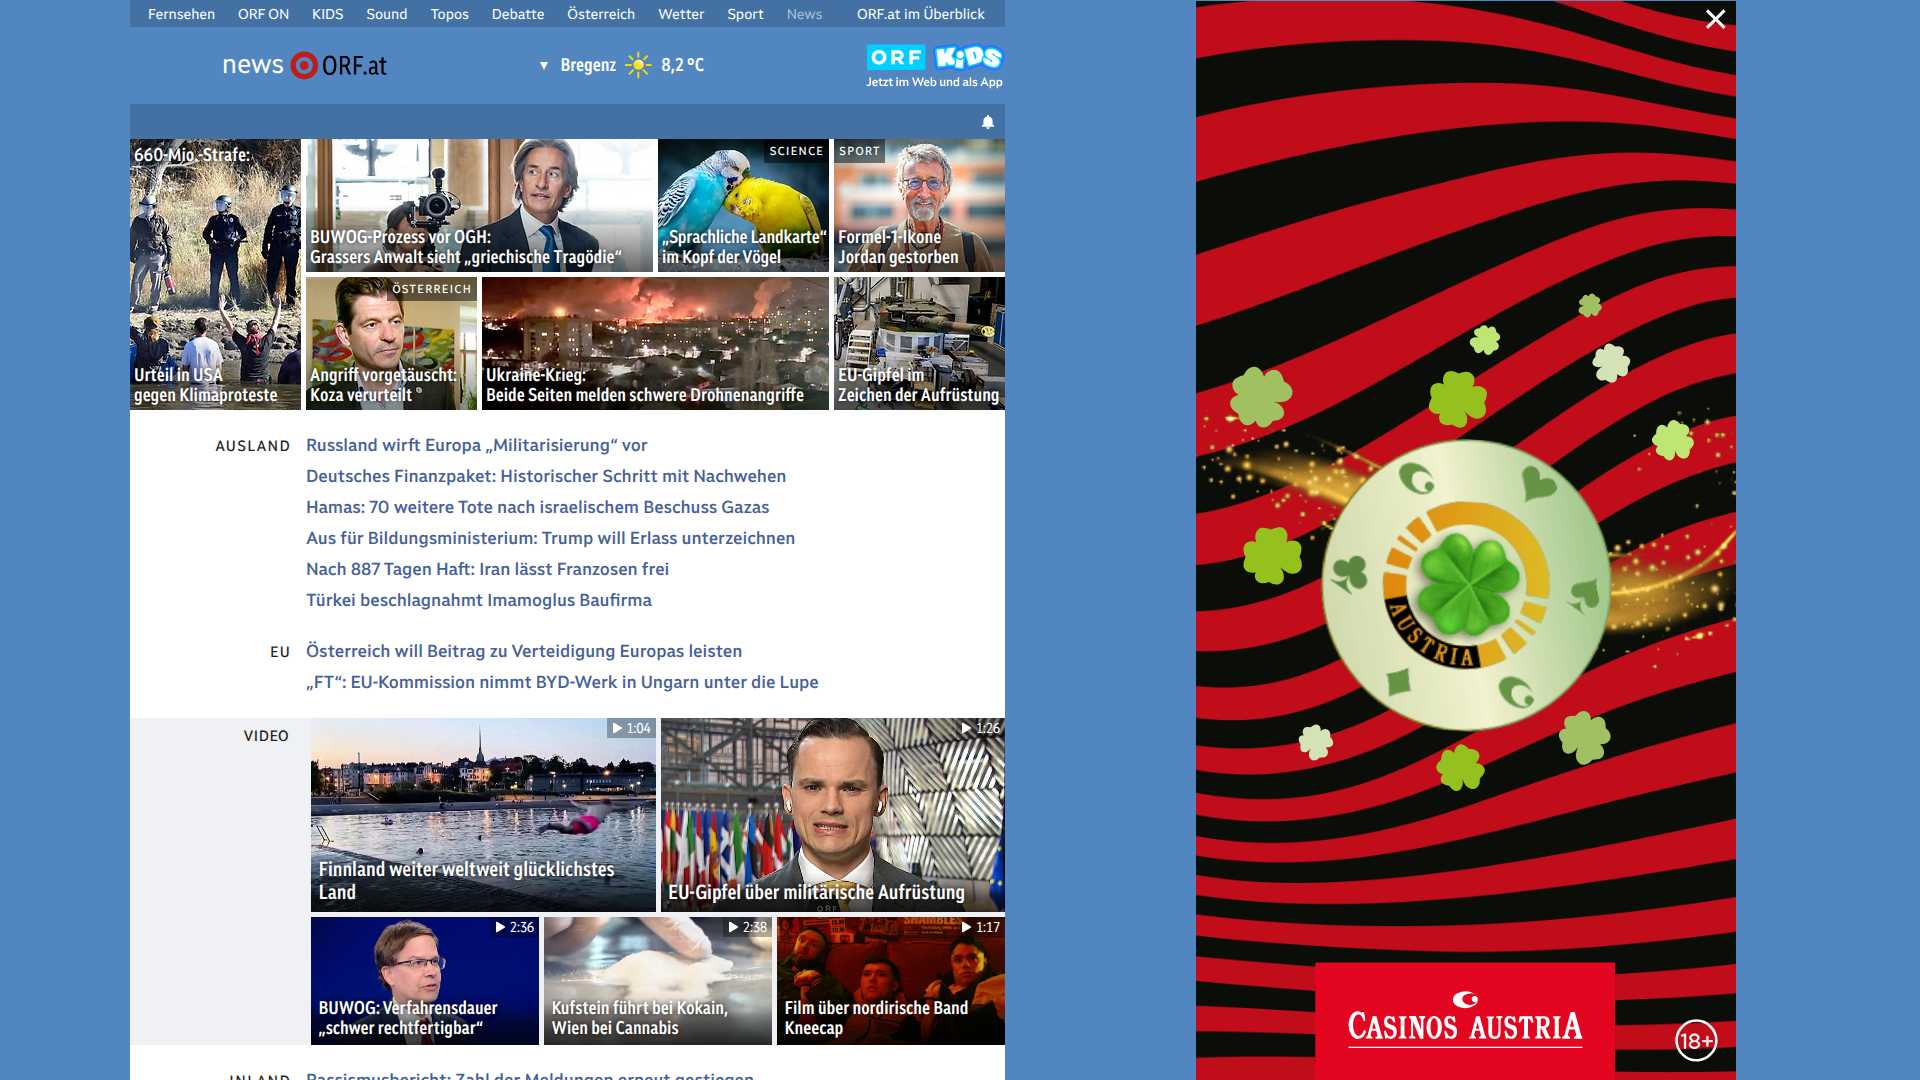 Fernsehen ORF ON KIDS Sound Topos Debatte Österreich Wetter Sport News ORF.at im Überblick
news ORF.at
Bregenz 8,2 °C
ORF KiDS
Jetzt im Web und als App
660-Mio.-Strafe:
Urteil in USA
gegen Klimaproteste
BUWOG-Prozess vor OGH:
Grassers Anwalt sieht „griechische Tragödie“
SCIENCE
„Sprachliche Landkarte“
im Kopf der Vögel
SPORT
Formel-1-Ikone
Jordan gestorben
ÖSTERREICH
Angriff vorgetäuscht:
Koza verurteilt
Ukraine-Krieg:
Beide Seiten melden schwere Drohnenangriffe
EU-Gipfel im
Zeichen der Aufrüstung
AUSLAND
Russland wirft Europa „Militarisierung“ vor
Deutsches Finanzpaket: Historischer Schritt mit Nachwehen
Hamas: 70 weitere Tote nach israelischem Beschuss Gazas
Aus für Bildungsministerium: Trump will Erlass unterzeichnen
Nach 887 Tagen Haft: Iran lässt Franzosen frei
Türkei beschlagnahmt Imamoglus Baufirma
EU
Österreich will Beitrag zu Verteidigung Europas leisten
„FT“: EU-Kommission nimmt BYD-Werk in Ungarn unter die Lupe
VIDEO
1:04
Finnland weiter weltweit glücklichstes
Land
1:26
EU-Gipfel über militärische Aufrüstung
ORF
2:36
BUWOG: Verfahrensdauer
„schwer rechtfertigbar“
2:38
Kufstein führt bei Kokain,
Wien bei Cannabis
SHAMBLES
1:17
Film über nordirische Band
Kneecap
INLAND
Rassismusbericht: Zahl der Meldungen erneut gestiegen
AUSTRIA
CASINOS AUSTRIA
18+